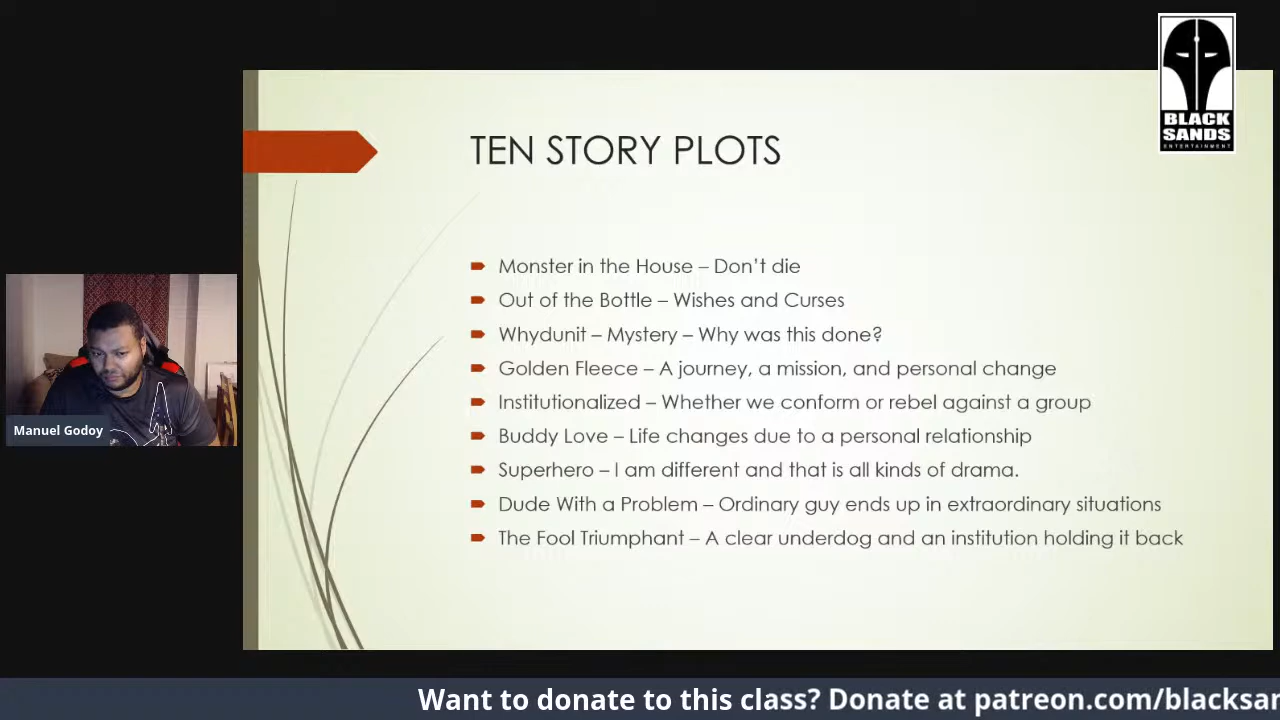 BLACK
SANDS
ENTERTAINMENT
TEN STORY PLOTS
Monster in the House – Don’t die
Out of the Bottle – Wishes and Curses
Whydunit – Mystery – Why was this done?
Golden Fleece – A journey, a mission, and personal change
Institutionalized – Whether we conform or rebel against a group
Buddy Love – Life changes due to a personal relationship
Superhero – I am different and that is all kinds of drama.
Dude With a Problem – Ordinary guy ends up in extraordinary situations
The Fool Triumphant – A clear underdog and an institution holding it back
Manuel Godoy
Want to donate to this class? Donate at patreon.com/blacksan